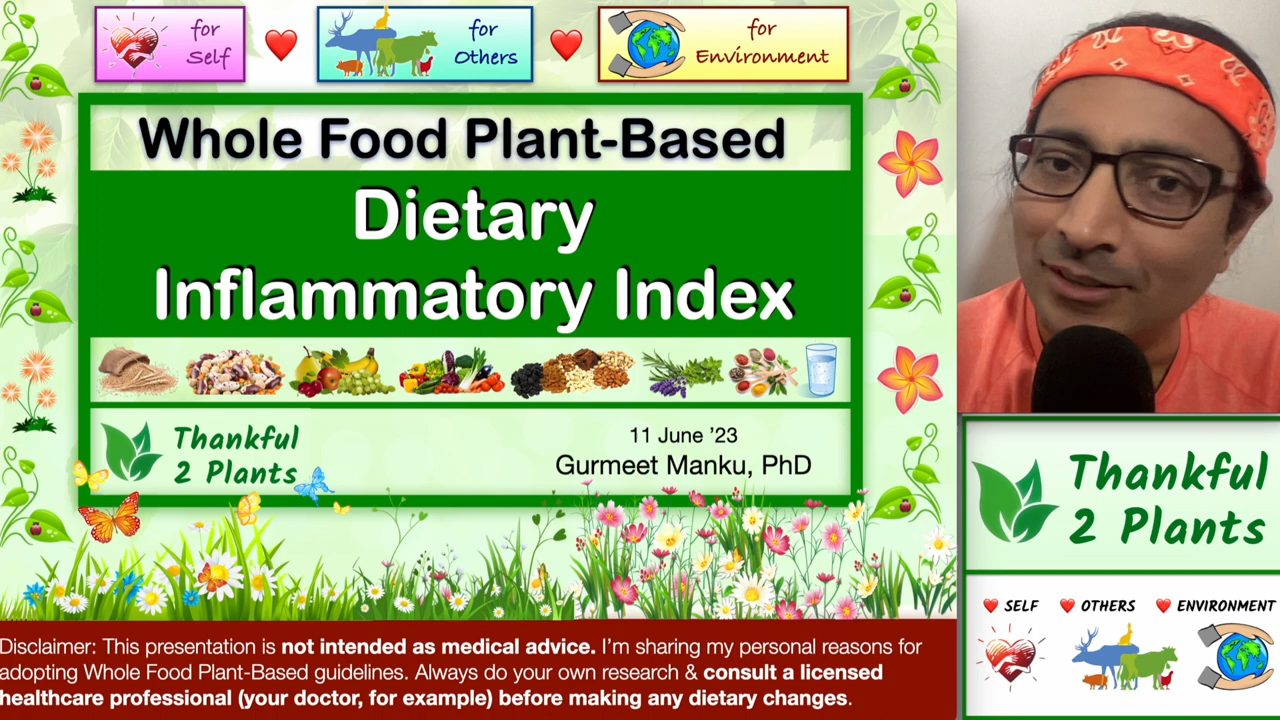 for
Self
for
Others
for
Environment
Whole Food Plant-Based
Dietary
Inflammatory Index
Thankful
2 Plants
11 June ’23
Gurmeet Manku, PhD
Thankful
2 Plants
SELF
OTHERS
ENVIRONMENT
Disclaimer: This presentation is not intended as medical advice. I’m sharing my personal reasons for
adopting Whole Food Plant-Based guidelines. Always do your own research & consult a licensed
healthcare professional (your doctor, for example) before making any dietary changes.